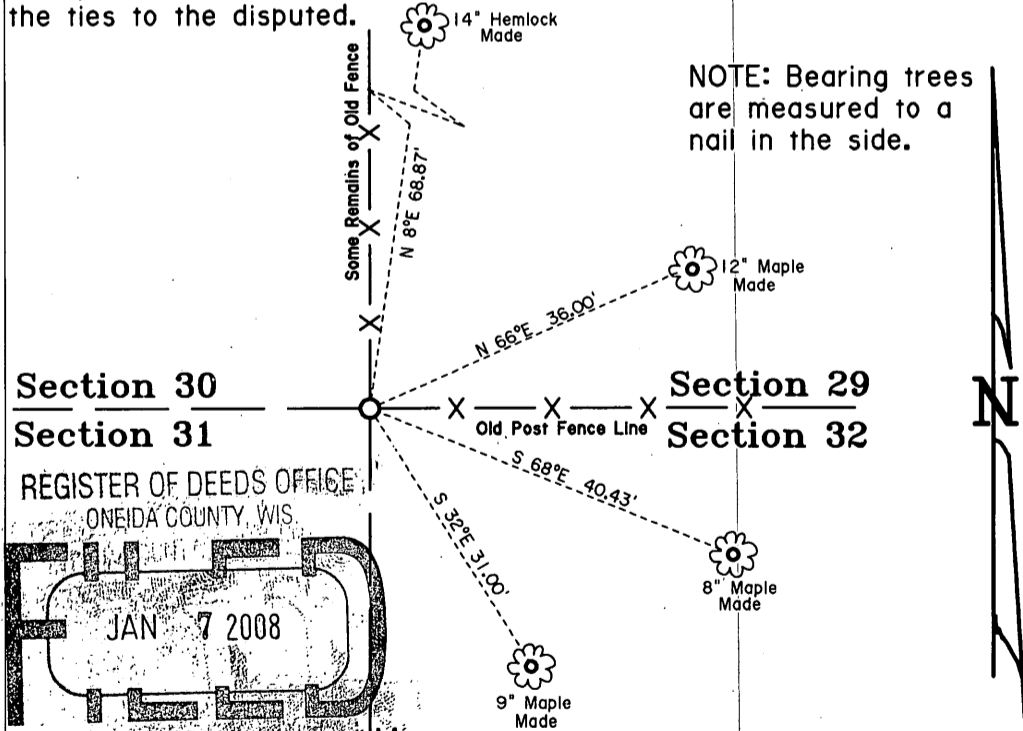 the ties to the disputed.
14" Hemlock
Made
NOTE: Bearing trees
are measured to a
nail in the side.
Some Remains of Old Fence
N 8°E 68.87'
12" Maple
Made
N 66°E 36.00'
Section 30
Section 29
N
Section 31
Old Post Fence Line
Section 32
S 68°E 40.43'
REGISTER OF DEEDS OFFICE
ONEIDA COUNTY, WIS
S 32°E 31.00'
8" Maple
Made
JAN 7 2008
9" Maple
Made